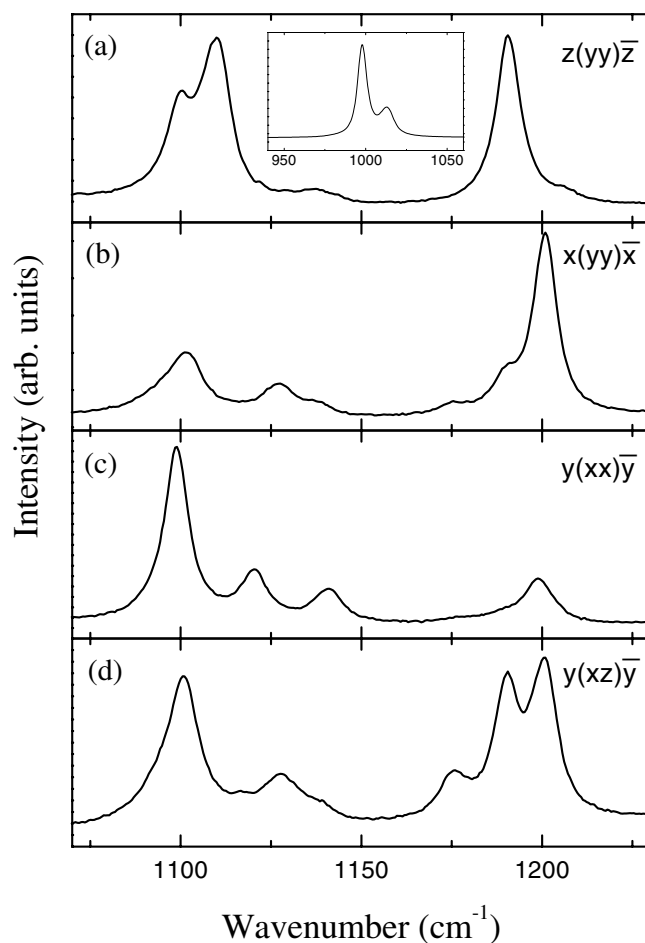 (a)
z(yy)z̅
950 1000 1050
(b)
x(yy)x̅
(c)
y(xx)y̅
(d)
y(xz)y̅
1100 1150 1200
Wavenumber (cm⁻¹)
Intensity (arb. units)